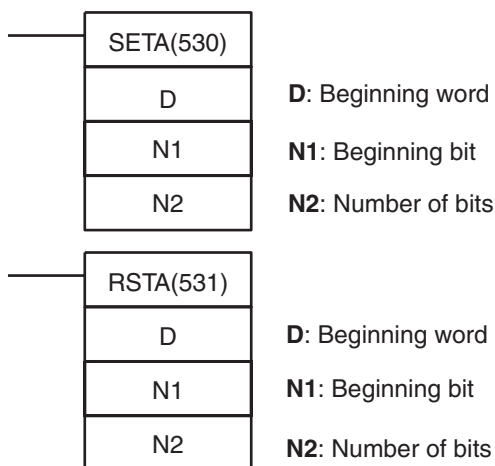 SETA(530)
D D: Beginning word
N1 N1: Beginning bit
N2 N2: Number of bits
RSTA(531)
D D: Beginning word
N1 N1: Beginning bit
N2 N2: Number of bits